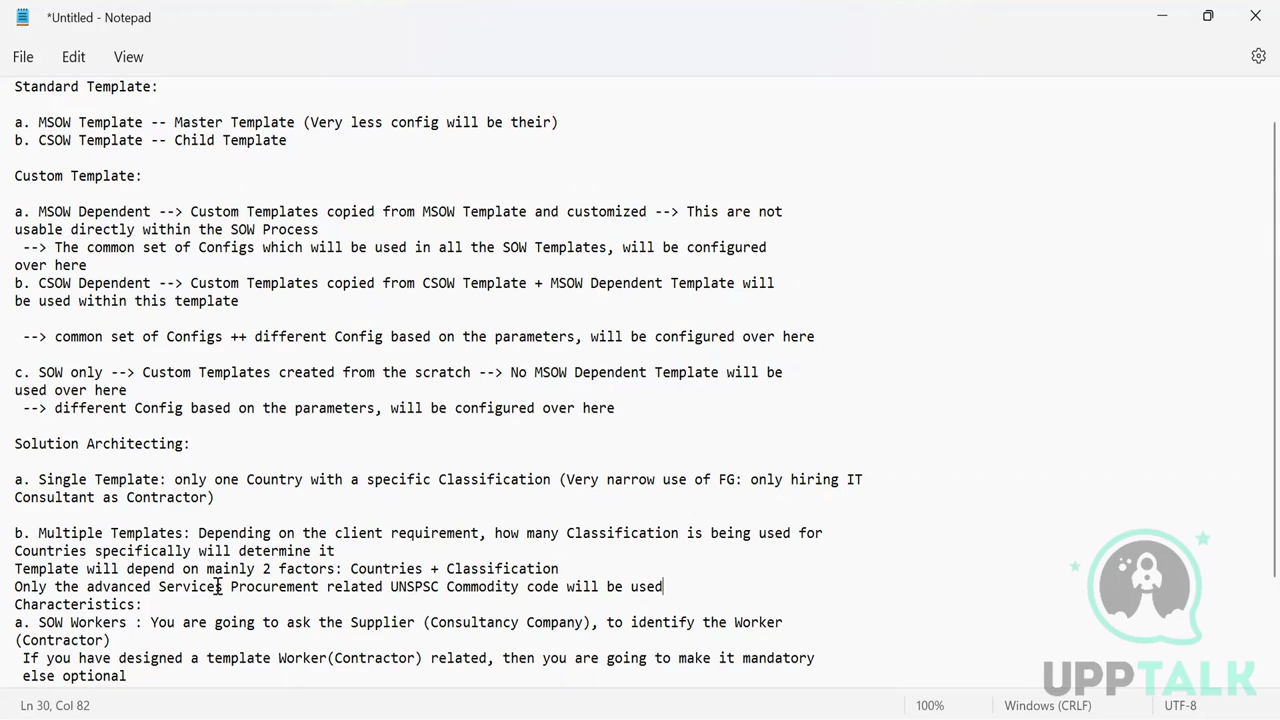 *Untitled - Notepad
File Edit View
Standard Template:
a. MSOW Template -- Master Template (Very less config will be their)
b. CSOW Template -- Child Template
Custom Template:
a. MSOW Dependent --> Custom Templates copied from MSOW Template and customized --> This are not
usable directly within the SOW Process
--> The common set of Configs which will be used in all the SOW Templates, will be configured
over here
b. CSOW Dependent --> Custom Templates copied from CSOW Template + MSOW Dependent Template will
be used within this template
--> common set of Configs ++ different Config based on the parameters, will be configured over here
c. SOW only --> Custom Templates created from the scratch --> No MSOW Dependent Template will be
used over here
--> different Config based on the parameters, will be configured over here
Solution Architecting:
a. Single Template: only one Country with a specific Classification (Very narrow use of FG: only hiring IT
Consultant as Contractor)
b. Multiple Templates: Depending on the client requirement, how many Classification is being used for
Countries specifically will determine it
Template will depend on mainly 2 factors: Countries + Classification
Only the advanced Services Procurement related UNSPSC Commodity code will be used
Characteristics:
a. SOW Workers : You are going to ask the Supplier (Consultancy Company), to identify the Worker
(Contractor)
If you have designed a template Worker(Contractor) related, then you are going to make it mandatory
else optional
UPPTALK
Ln 30, Col 82 100% Windows (CRLF) UTF-8